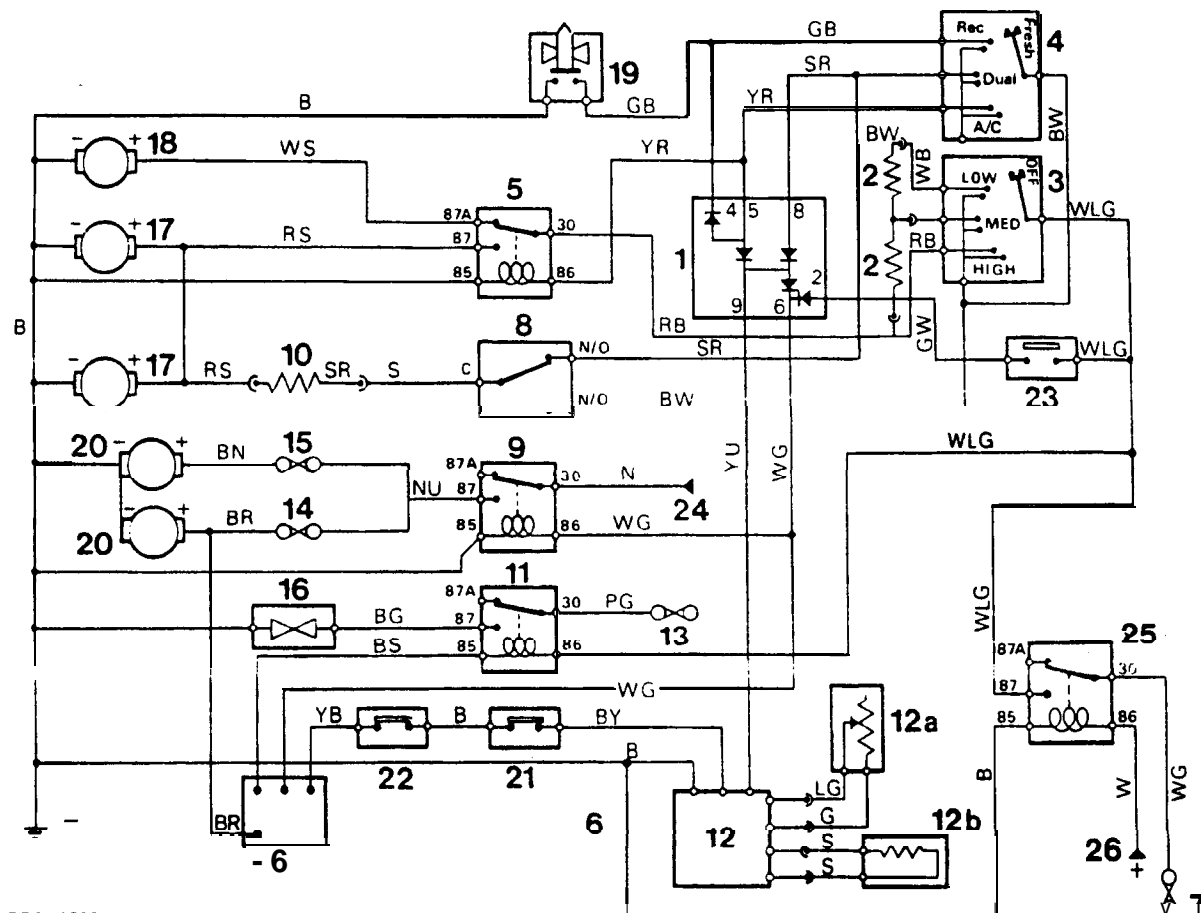 GB
Rec
Fresh
4
19
SR
Dual
B
GB
YR
A/C
BW
- + 18
WS
YR
BW
WB
LOW
OFF
3
5
2
87A
4 5 8
MED
WLG
- + 17
RS
87
30
1
2
RB
HIGH
85
86
2
9 6
B
RB
GW
8
N/O
SR
- + 17
RS
10
SR
S
C
WLG
N/O
BW
23
20 - +
BN
15
9
YU
WG
WLG
87A
30
N
NU
87
24
- +
BR
14
85
86
WG
20
11
16
87A
30
PG
WLG
BG
87
13
25
BS
85
86
87A
30
WG
87
YB
B
BY
12a
85
86
22
21
B
LG
B
W
WG
-
BR
6
12
G
12b
S
26
- 6
S
+